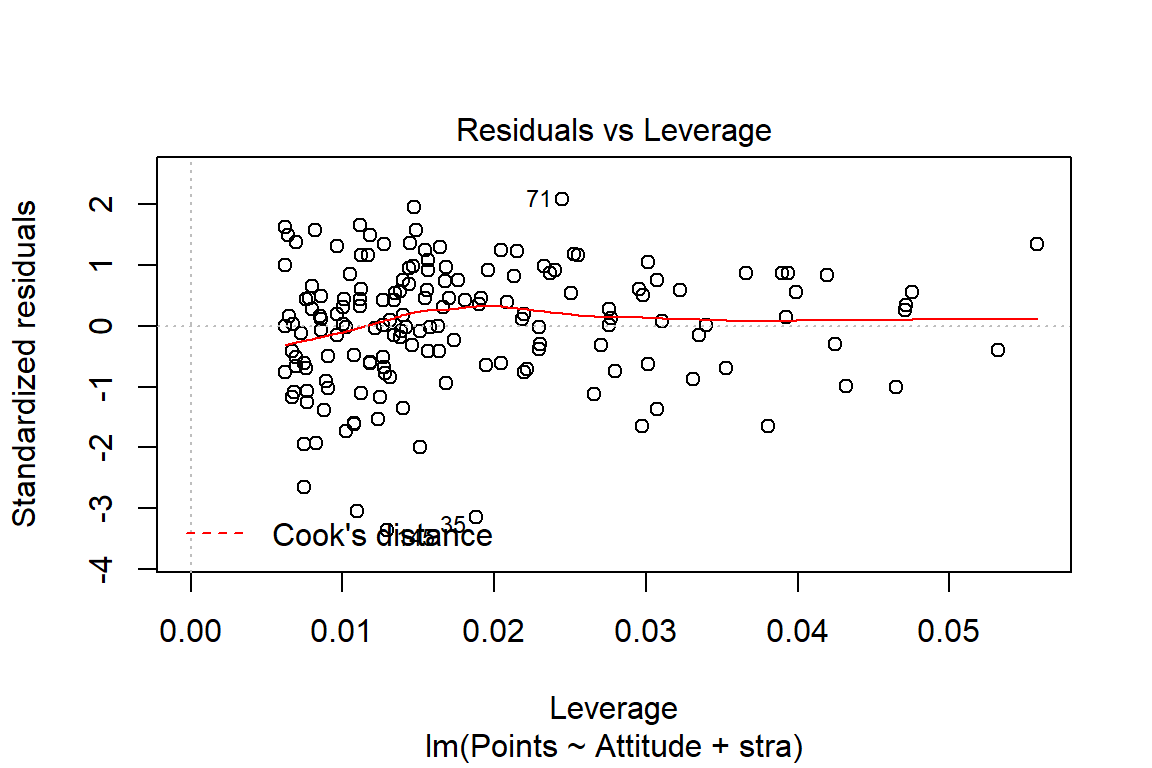 Residuals vs Leverage
Standardized residuals
2
1
0
-1
-2
-3
-4
71
35
145
Cook's distance
0.00 0.01 0.02 0.03 0.04 0.05
Leverage
lm(Points ~ Attitude + stra)